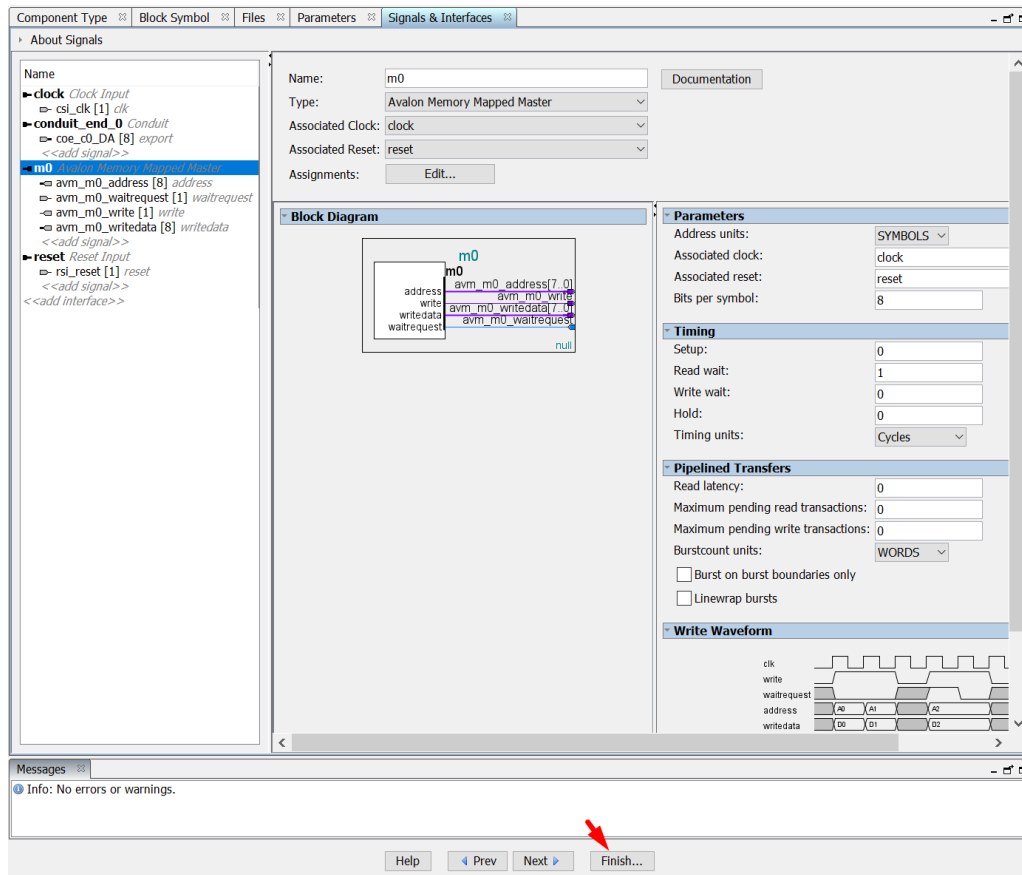 Component Type Block Symbol Files Parameters Signals & Interfaces
About Signals
Name
clock Clock Input
csi_clk [1] clk
conduit_end_0 Conduit
coe_c0_DA [8] export
<<add signal>>
m0 Avalon Memory Mapped Master
avm_m0_address [8] address
avm_m0_waitrequest [1] waitrequest
avm_m0_write [1] write
avm_m0_writedata [8] writedata
<<add signal>>
reset Reset Input
rsi_reset [1] reset
<<add signal>>
<<add interface>>
Name: m0 Documentation
Type: Avalon Memory Mapped Master
Associated Clock: clock
Associated Reset: reset
Assignments: Edit...
Block Diagram
m0
m0
address avm_m0_address[7..0]
write avm_m0_write
writedata avm_m0_writedata[7..0]
waitrequest avm_m0_waitrequest
null
Parameters
Address units: SYMBOLS
Associated clock: clock
Associated reset: reset
Bits per symbol: 8
Timing
Setup: 0
Read wait: 1
Write wait: 0
Hold: 0
Timing units: Cycles
Pipelined Transfers
Read latency: 0
Maximum pending read transactions: 0
Maximum pending write transactions: 0
Burstcount units: WORDS
Burst on burst boundaries only
Linewrap bursts
Write Waveform
clk
write
waitrequest
address A0 A1 A2
writedata D0 D1 D2
Messages
Info: No errors or warnings.
Help Prev Next Finish...